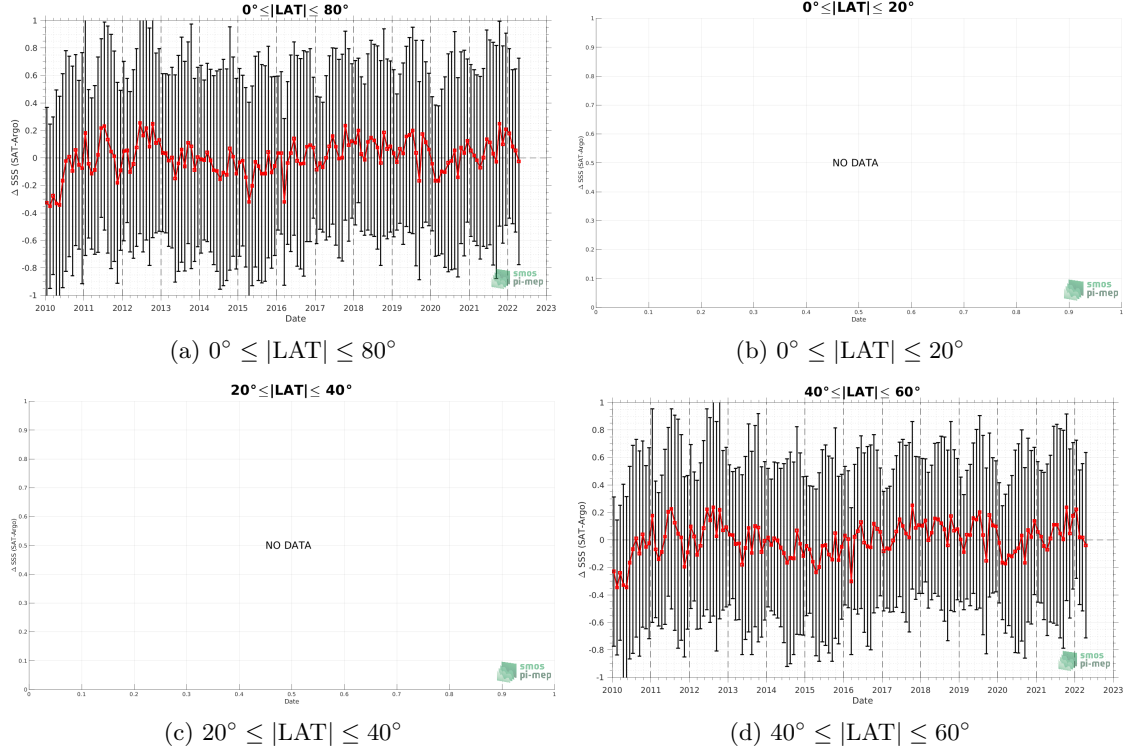 0°≤|LAT|≤ 80°
1
0.8
0.6
0.4
0.2
0
-0.2
-0.4
-0.6
-0.8
-1
Δ SSS (SAT-Argo)
2010 2011 2012 2013 2014 2015 2016 2017 2018 2019 2020 2021 2022 2023
Date
smos
pi-mep
(a) 0° ≤ |LAT| ≤ 80°
0°≤|LAT|≤ 20°
1
0.9
0.8
0.7
0.6
0.5
0.4
0.3
0.2
0.1
0
Δ SSS (SAT-Argo)
NO DATA
0 0.1 0.2 0.3 0.4 0.5 0.6 0.7 0.8 0.9 1
Date
smos
pi-mep
(b) 0° ≤ |LAT| ≤ 20°
20°≤|LAT|≤ 40°
1
0.9
0.8
0.7
0.6
0.5
0.4
0.3
0.2
0.1
0
Δ SSS (SAT-Argo)
NO DATA
0 0.1 0.2 0.3 0.4 0.5 0.6 0.7 0.8 0.9 1
Date
smos
pi-mep
(c) 20° ≤ |LAT| ≤ 40°
40°≤|LAT|≤ 60°
1
0.8
0.6
0.4
0.2
0
-0.2
-0.4
-0.6
-0.8
-1
Δ SSS (SAT-Argo)
2010 2011 2012 2013 2014 2015 2016 2017 2018 2019 2020 2021 2022 2023
Date
smos
pi-mep
(d) 40° ≤ |LAT| ≤ 60°